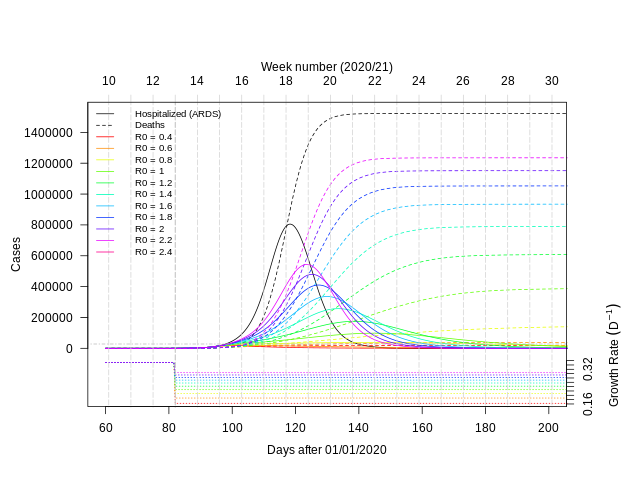 Week number (2020/21)
10 12 14 16 18 20 22 24 26 28 30
Hospitalized (ARDS)
Deaths
R0 = 0.4
R0 = 0.6
R0 = 0.8
R0 = 1
R0 = 1.2
R0 = 1.4
R0 = 1.6
R0 = 1.8
R0 = 2
R0 = 2.2
R0 = 2.4
1400000
1200000
1000000
800000
600000
400000
200000
0
Cases
0.32
0.16
Growth Rate (D⁻¹)
60 80 100 120 140 160 180 200
Days after 01/01/2020